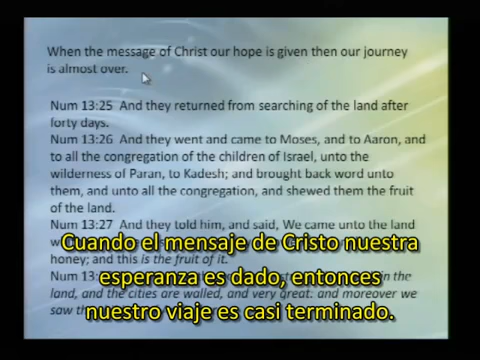 When the message of Christ our hope is given then our journey
is almost over.
Num 13:25 And they returned from searching of the land after
forty days.
Num 13:26 And they went and came to Moses, and to Aaron, and
to all the congregation of the children of Israel, unto the
wilderness of Paran, to Kadesh; and brought back word unto
them, and unto all the congregation, and shewed them the fruit
of the land.
Num 13:27 And they told him, and said, We came unto the land
honey; and this is the fruit of it.
Num 13: in the
land, and the cities are walled, and very great: and moreover we
saw
Cuando el mensaje de Cristo nuestra
esperanza es dado, entonces
nuestro viaje es casi terminado.